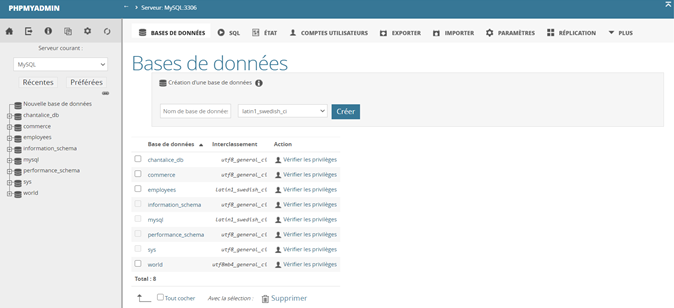 PHPMYADMIN
Serveur: MySQL:3306
Serveur courant :
MySQL
Récentes Préférées
Nouvelle base de données
chantalice_db
commerce
employees
information_schema
mysql
performance_schema
sys
world
BASES DE DONNÉES SQL ÉTAT COMPTES UTILISATEURS EXPORTER IMPORTER PARAMÈTRES RÉPLICATION PLUS
Bases de données
Création d'une base de données
Nom de base de données latin1_swedish_ci Créer
Base de données Interclassement Action
chantalice_db utf8_general_ci Vérifier les privilèges
commerce utf8_general_ci Vérifier les privilèges
employees latin1_swedish_ci Vérifier les privilèges
information_schema utf8_general_ci Vérifier les privilèges
mysql latin1_swedish_ci Vérifier les privilèges
performance_schema utf8_general_ci Vérifier les privilèges
sys utf8_general_ci Vérifier les privilèges
world utf8mb4_general_ci Vérifier les privilèges
Total : 8
Tout cocher Avec la sélection : Supprimer